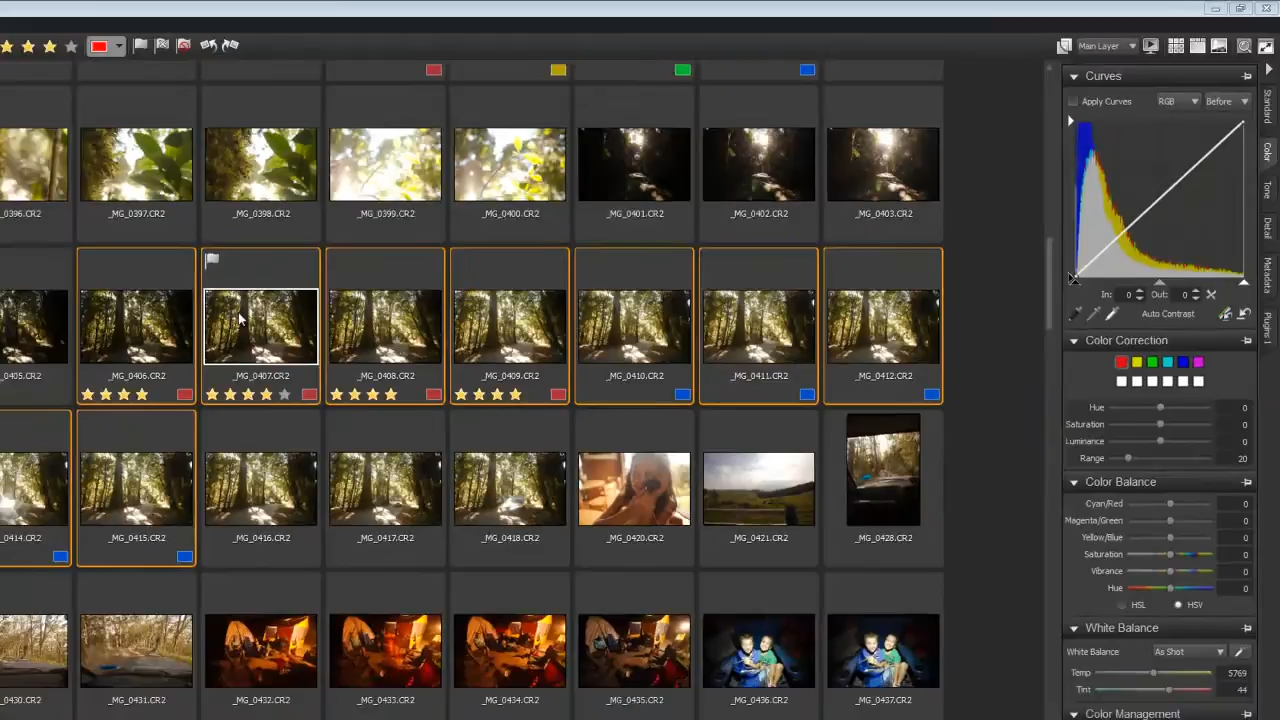 Main Layer
Curves
Apply Curves RGB Before
_MG_0396.CR2 _MG_0397.CR2 _MG_0398.CR2 _MG_0399.CR2 _MG_0400.CR2 _MG_0401.CR2 _MG_0402.CR2 _MG_0403.CR2
In: 0 Out: 0
Auto Contrast
Color Correction
_MG_0405.CR2 _MG_0406.CR2 _MG_0407.CR2 _MG_0408.CR2 _MG_0409.CR2 _MG_0410.CR2 _MG_0411.CR2 _MG_0412.CR2
Hue 0
Saturation 0
Luminance 0
Range 20
Color Balance
Cyan/Red 0
Magenta/Green 0
Yellow/Blue 0
Saturation 0
Vibrance 0
Hue 0
HSL HSV
_0414.CR2 _MG_0415.CR2 _MG_0416.CR2 _MG_0417.CR2 _MG_0418.CR2 _MG_0420.CR2 _MG_0421.CR2 _MG_0428.CR2
White Balance
White Balance As Shot
Temp 5769
Tint 44
_0430.CR2 _MG_0431.CR2 _MG_0432.CR2 _MG_0433.CR2 _MG_0434.CR2 _MG_0435.CR2 _MG_0436.CR2 _MG_0437.CR2
Color Management
Standard
Color
Tone
Detail
Metadata
Plugins 1